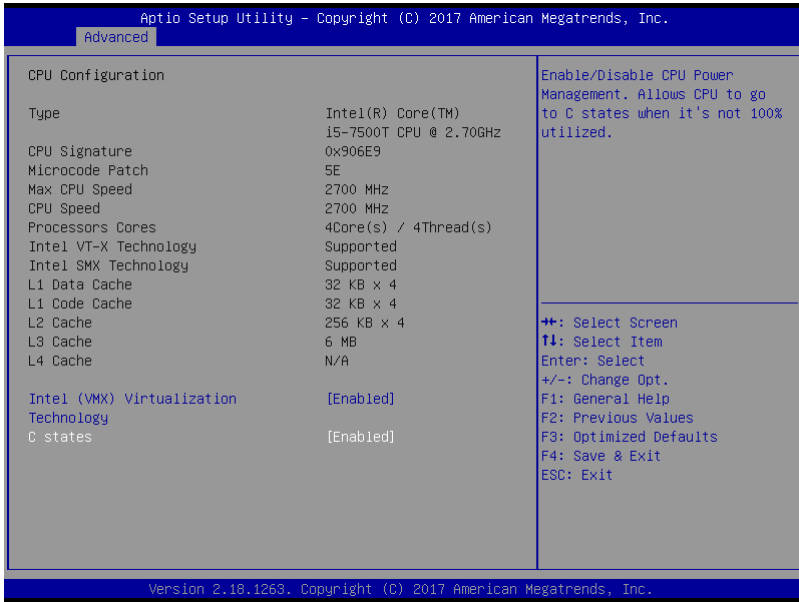 Aptio Setup Utility – Copyright (C) 2017 American Megatrends, Inc.
Advanced
CPU Configuration
Type Intel(R) Core(TM)
i5-7500T CPU @ 2.70GHz
CPU Signature 0x906E9
Microcode Patch 5E
Max CPU Speed 2700 MHz
CPU Speed 2700 MHz
Processors Cores 4Core(s) / 4Thread(s)
Intel VT-X Technology Supported
Intel SMX Technology Supported
L1 Data Cache 32 KB x 4
L1 Code Cache 32 KB x 4
L2 Cache 256 KB x 4
L3 Cache 6 MB
L4 Cache N/A
Intel (VMX) Virtualization [Enabled]
Technology
C states [Enabled]
Enable/Disable CPU Power
Management. Allows CPU to go
to C states when it's not 100%
utilized.
→←: Select Screen
↑↓: Select Item
Enter: Select
+/-: Change Opt.
F1: General Help
F2: Previous Values
F3: Optimized Defaults
F4: Save & Exit
ESC: Exit
Version 2.18.1263. Copyright (C) 2017 American Megatrends, Inc.